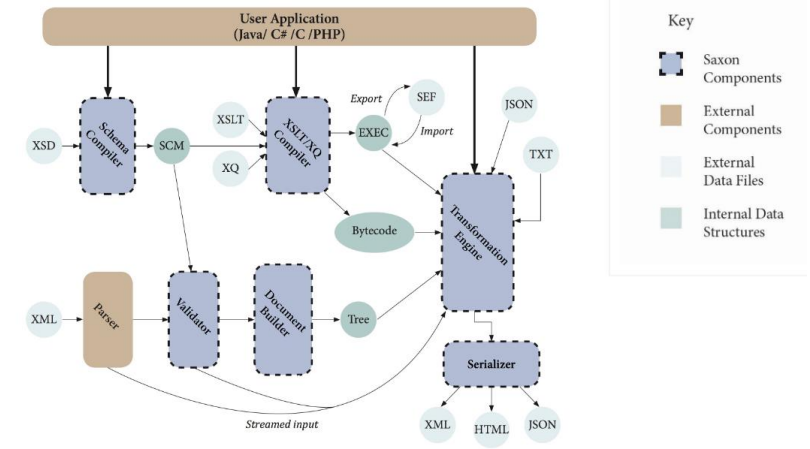 User Application
(Java/ C# /C /PHP)
Key
Saxon
Components
External
Components
External
Data Files
Internal Data
Structures
XSD
Schema
Compiler
SCM
XSLT
XQ
XSLT/XQ
Compiler
Export
SEF
EXEC
Import
JSON
TXT
Bytecode
Transformation
Engine
XML
Parser
Validator
Document
Builder
Tree
Streamed input
Serializer
XML
HTML
JSON